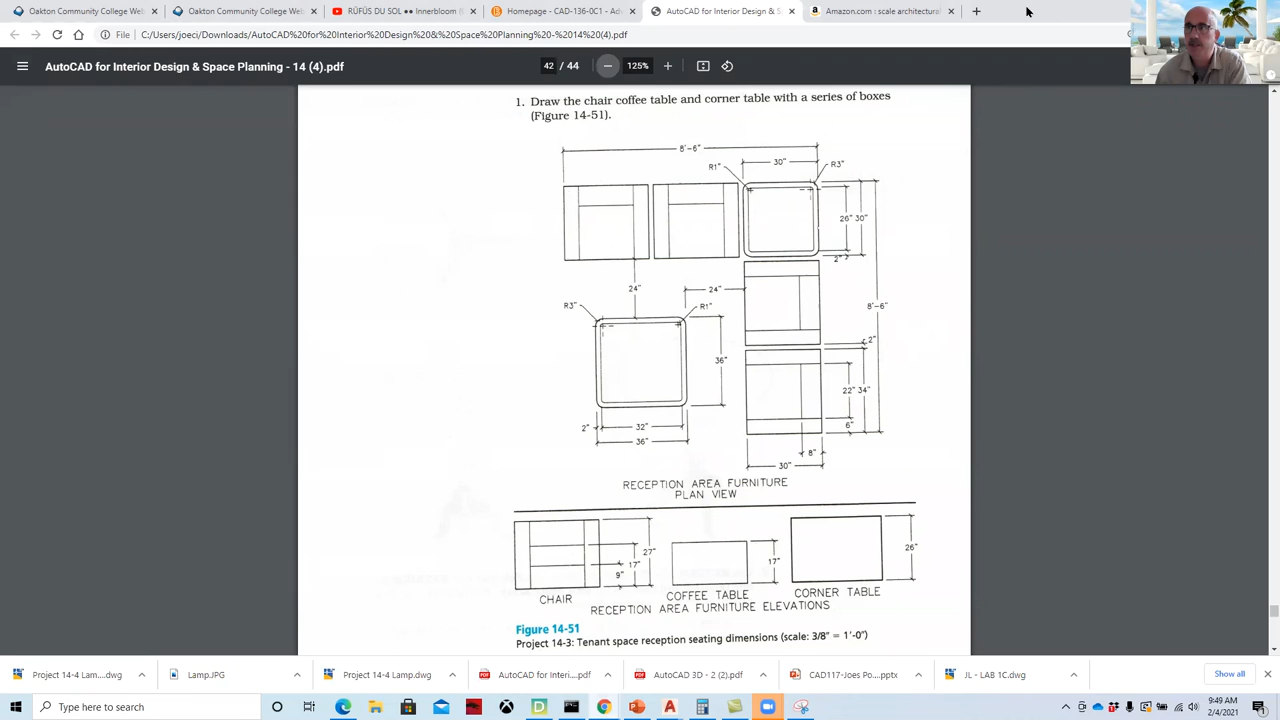 Oakton Community College Web
Oakton Community College Web
RÜFÜS DU SOL ●● Innerbloom (
Homepage - CAD-136-0C1 - Adv
AutoCAD for Interior Design & S
Amazon.com : scale architectural
C:/Users/joeci/Downloads/AutoCAD%20for%20Interior%20Design%20&%20Space%20Planning%20-%2014%20(4).pdf
AutoCAD for Interior Design & Space Planning - 14 (4).pdf
42 / 44
125%
1. Draw the chair coffee table and corner table with a series of boxes
(Figure 14-51).
8'-6"
30"
R1"
R3"
26"
30"
2"
24"
24"
8'-6"
R3"
R1"
2"
36"
22"
34"
6"
2"
32"
36"
8"
30"
RECEPTION AREA FURNITURE
PLAN VIEW
27"
17"
9"
17"
26"
CHAIR
COFFEE TABLE
CORNER TABLE
RECEPTION AREA FURNITURE ELEVATIONS
Figure 14-51
Project 14-3: Tenant space reception seating dimensions (scale: 3/8" = 1'-0")
Project 14-4 Lam....dwg
Lamp.JPG
Project 14-4 Lamp.dwg
AutoCAD for Interi....pdf
AutoCAD 3D - 2 (2).pdf
CAD117-Joes Po....pptx
JL - LAB 1C.dwg
Show all
Type here to search
9:49 AM
2/4/2021